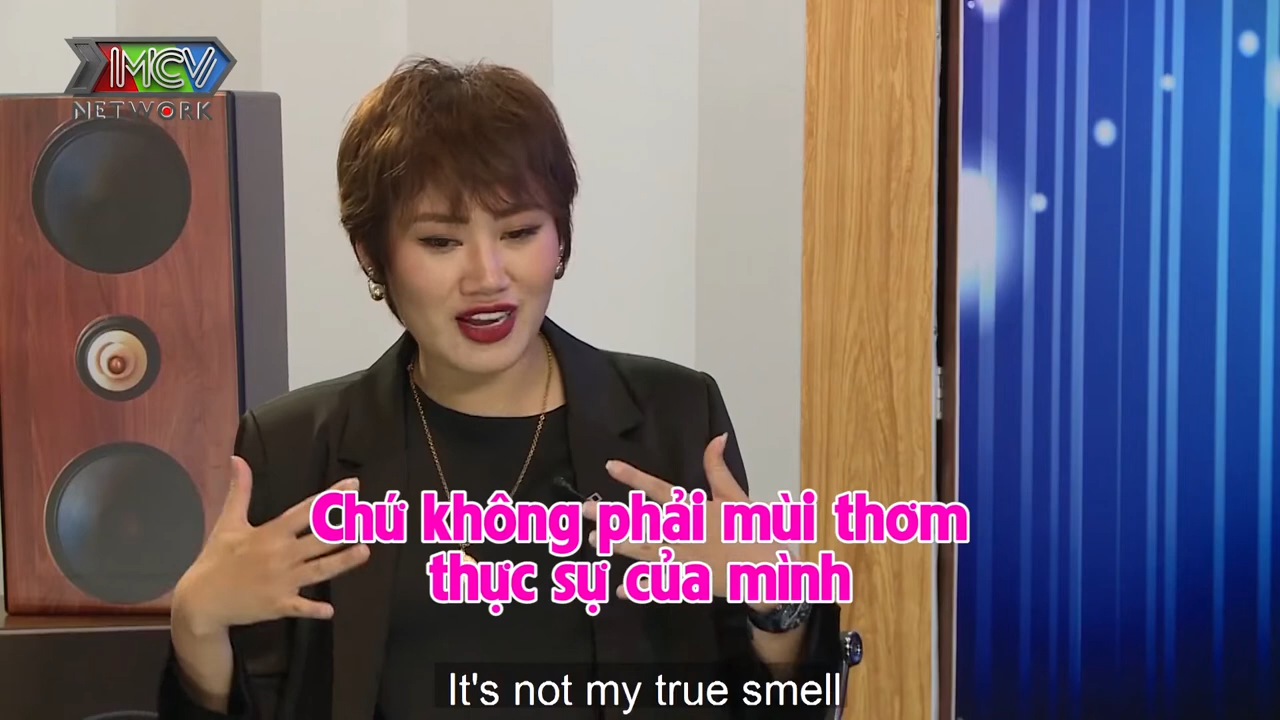 MCV
NETWORK
Chứ không phải mùi thơm
thực sự của mình
It's not my true smell